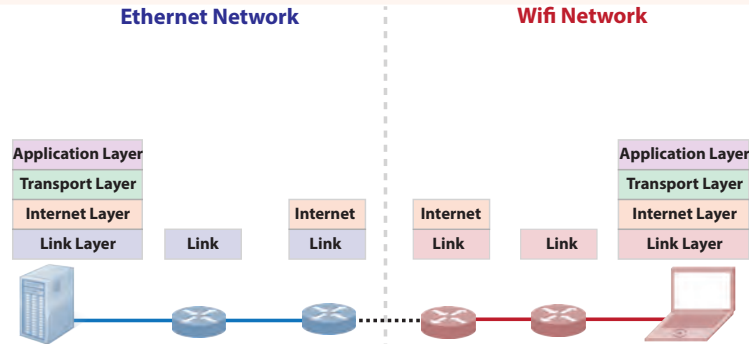 Ethernet Network
Wifi Network
Application Layer
Transport Layer
Internet Layer
Link Layer
Link
Internet
Link
Internet
Link
Link
Application Layer
Transport Layer
Internet Layer
Link Layer